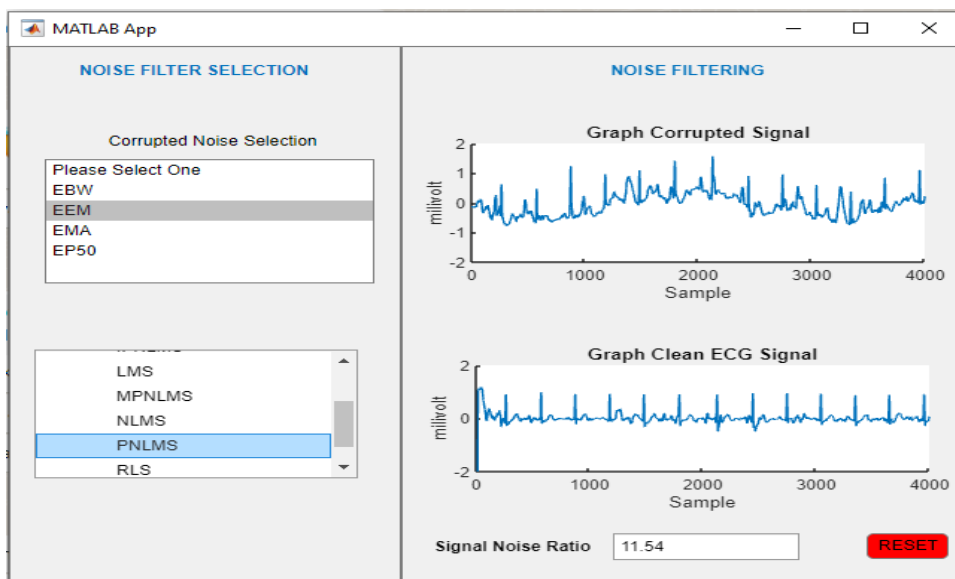 MATLAB App
NOISE FILTER SELECTION
Corrupted Noise Selection
Please Select One
EBW
EEM
EMA
EP50
LMS
MPNLMS
NLMS
PNLMS
RLS
NOISE FILTERING
Graph Corrupted Signal
2
1
0
-1
-2
milivolt
0 1000 2000 3000 4000
Sample
Graph Clean ECG Signal
2
0
-2
milivolt
0 1000 2000 3000 4000
Sample
Signal Noise Ratio 11.54 RESET